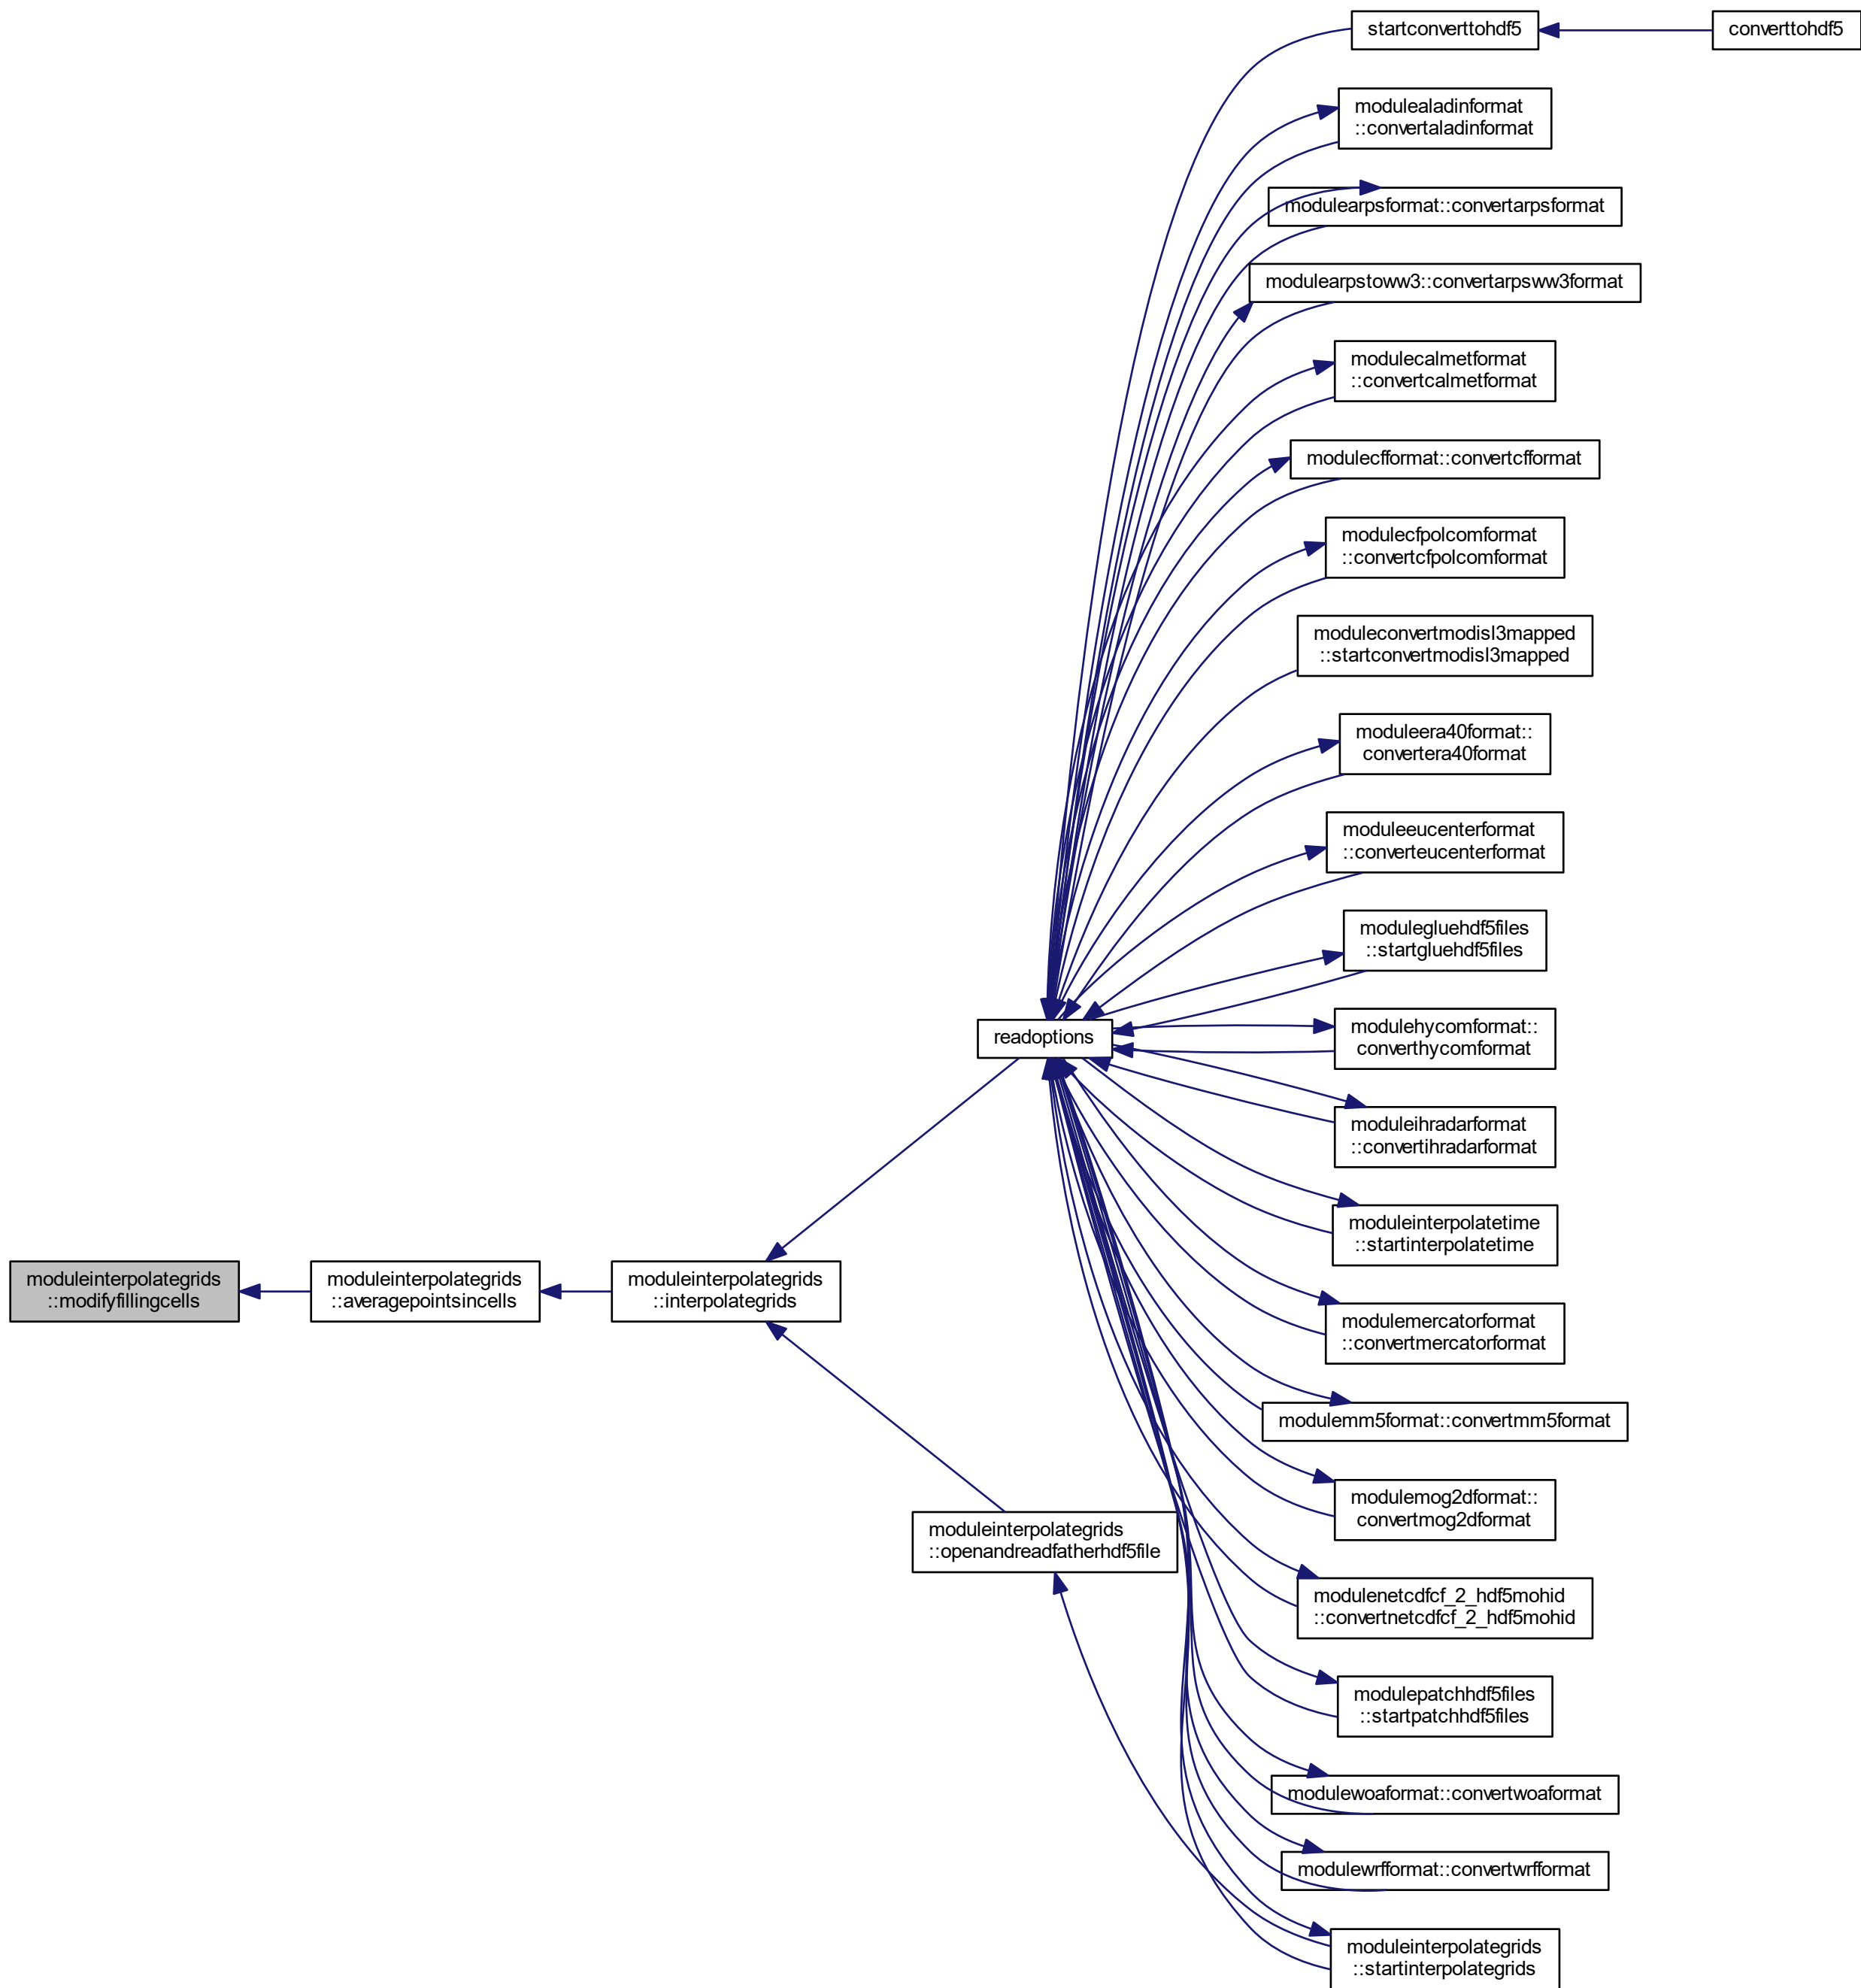 startconverttohdf5
converttohdf5
modulealadinformat
::convertaladinformat
modulearpsformat::convertarpsformat
modulearpstoww3::convertarpsww3format
modulecalmetformat
::convertcalmetformat
modulecfformat::convertcfformat
modulecfpolcomformat
::convertcfpolcomformat
moduleconvertmodisl3mapped
::startconvertmodisl3mapped
moduleera40format::
convertera40format
moduleeucenterformat
::converteucenterformat
modulegluehdf5files
::startgluehdf5files
readoptions
modulehycomformat::
converthycomformat
moduleihradarformat
::convertihradarformat
moduleinterpolatetime
::startinterpolatetime
moduleinterpolategrids
::modifyfillingcells
moduleinterpolategrids
::averagepointsincells
moduleinterpolategrids
::interpolategrids
modulemercatorformat
::convertmercatorformat
modulemm5format::convertmm5format
modulemog2dformat::
convertmog2dformat
moduleinterpolategrids
::openandreadfatherhdf5file
modulenetcdfcf_2_hdf5mohid
::convertnetcdfcf_2_hdf5mohid
modulepatchhdf5files
::startpatchhdf5files
modulewoaformat::convertwoaformat
modulewrfformat::convertwrfformat
moduleinterpolategrids
::startinterpolategrids